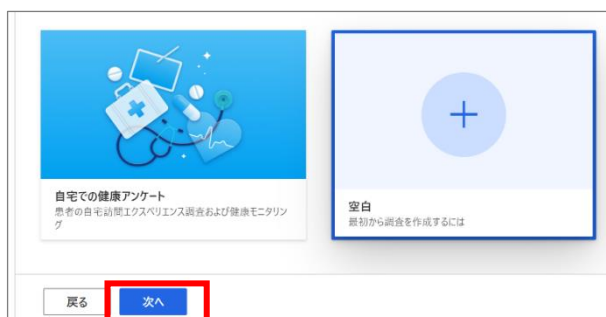 自宅での健康アンケート
患者の自宅訪問エクスペリエンス調査および健康モニタリン
グ
空白
最初から調査を作成するには
戻る
次へ